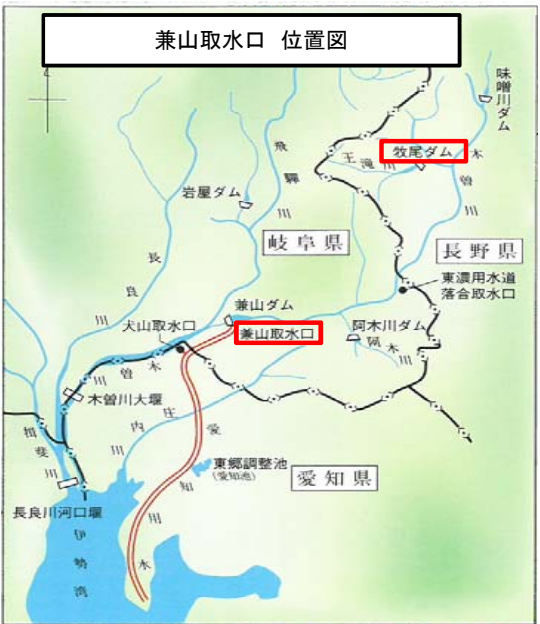 兼山取水口 位置図
味噌川ダム
牧尾ダム
王滝川
木曽川
飛騨川
岩屋ダム
岐阜県
長野県
長良川
東濃用水道
落合取水口
兼山ダム
犬山取水口
兼山取水口
阿木川ダム
阿木川
木曽川
木曽川大堰
揖斐川
庄内川
愛知用水
東郷調整池
(愛知池)
愛知県
長良川河口堰
伊勢湾